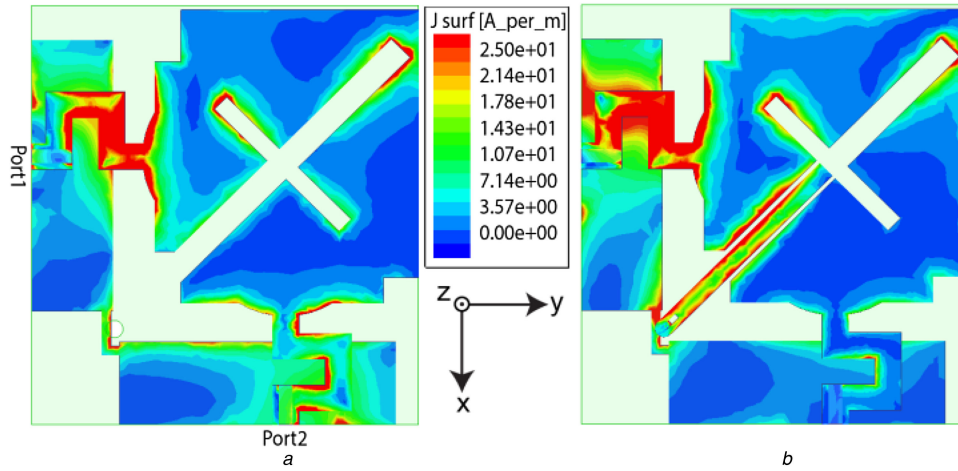 J surf [A_per_m]
2.50e+01
2.14e+01
1.78e+01
1.43e+01
1.07e+01
7.14e+00
3.57e+00
0.00e+00
Port1
z
y
x
Port2
a
b